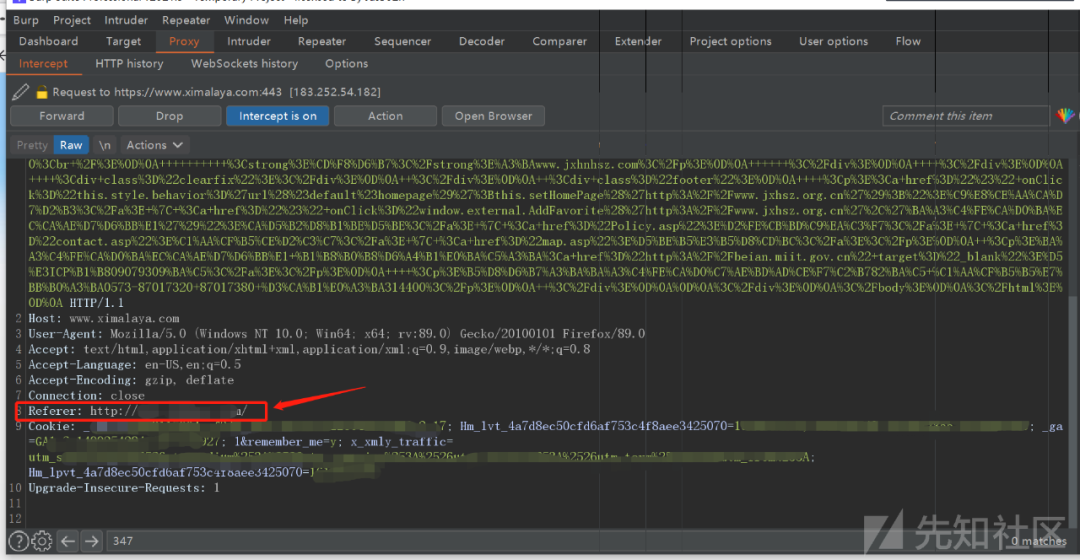 Burp Project Intruder Repeater Window Help
Dashboard Target Proxy Intruder Repeater Sequencer Decoder Comparer Extender Project options User options Flow
Intercept HTTP history WebSockets history Options
Request to https://www.ximalaya.com:443 [183.252.54.182]
Forward Drop Intercept is on Action Open Browser Comment this item
Pretty Raw \n Actions
0%3Cbr+%2F%3E%0D%0A++++++++++%3Cstrong%3E%CD%F8%D6%B7%3C%2Fstrong%3E%A3%BAwww.jxhnhsz.com%3C%2Fp%3E%0D%0A++++++%3C%2Fdiv%3E%0D%0A++++%3C%2Fdiv%3E%0D%0A
++++%3Cdiv+class%3D%22clearfix%22%3E%3C%2Fdiv%3E%0D%0A++%3C%2Fdiv%3E%0D%0A++%3Cdiv+class%3D%22footer%22%3E%0D%0A++++%3Cp%3E%3Ca+href%3D%22%23%22+onClic
k%3D%22this.style.behavior%3D%27url%28%23default%23homepage%29%27%3Bthis.setHomePage%28%27http%3A%2F%2Fwww.jxhsz.org.cn%27%29%3B%22%3E%C9%E8%CE%AA%CA%D
7%D2%B3%3C%2Fa%3E+%7C+%3Ca+href%3D%22%23%22+onClick%3D%22window.external.AddFavorite%28%27http%3A%2F%2Fwww.jxhsz.org.cn%27%2C%27%BA%A3%C4%FE%CA%D0%BA%E
C%CA%AE%D7%D6%BB%E1%27%29%22%3E%CA%D5%B2%D8%B1%BE%D5%BE%3C%2Fa%3E+%7C+%3Ca+href%3D%22Policy.asp%22%3E%D2%FE%CB%BD%C9%EA%C3%F7%3C%2Fa%3E+%7C+%3Ca+href%3
D%22contact.asp%22%3E%C1%AA%CF%B5%CE%D2%C3%C7%3C%2Fa%3E+%7C+%3Ca+href%3D%22map.asp%22%3E%D5%BE%B5%E3%B5%D8%CD%BC%3C%2Fa%3E%3C%2Fp%3E%0D%0A++%3Cp%3E%BA%
A3%C4%FE%CA%D0%BA%EC%CA%AE%D7%D6%BB%E1+%B1%B8%B0%B8%D6%A4%B1%E0%BA%C5%A3%BA%3Ca+href%3D%22http%3A%2F%2Fbeian.miit.gov.cn%22+target%3D%22_blank%22%3E%D5
%E3ICP%B1%B809079309%BA%C5%3C%2Fa%3E%3C%2Fp%3E%0D%0A++++%3Cp%3E%B5%D8%D6%B7%A3%BA%BA%A3%C4%FE%CA%D0%C7%AE%BD%AD%CE%F7%C2%B782%BA%C5+%C1%AA%CF%B5%B5%E7%
BB%B0%A3%BA0573-87017320+87017380+%D3%CA%B1%E0%A3%BA314400%3C%2Fp%3E%0D%0A++%3C%2Fdiv%3E%0D%0A%0D%0A%3C%2Fdiv%3E%0D%0A%3C%2Fbody%3E%0D%0A%0D%3C%2Fhtml%3E%
0D%0A HTTP/1.1
2 Host: www.ximalaya.com
3 User-Agent: Mozilla/5.0 (Windows NT 10.0; Win64; x64; rv:89.0) Gecko/20100101 Firefox/89.0
4 Accept: text/html,application/xhtml+xml,application/xml;q=0.9,image/webp,*/*;q=0.8
5 Accept-Language: en-US,en;q=0.5
6 Accept-Encoding: gzip, deflate
7 Connection: close
8 Referer: http:// /
9 Cookie: Hm_lvt_4a7d8ec50cfd6af753c4f8aee3425070= ; _ga
=GA 027; 1&remember_me=y; x_xmly_traffic=
utm_s
Hm_lpvt_4a7d8ec50cfd6af753c4f8aee3425070=
10 Upgrade-Insecure-Requests: 1
11
12
347 0 matches
先知社区